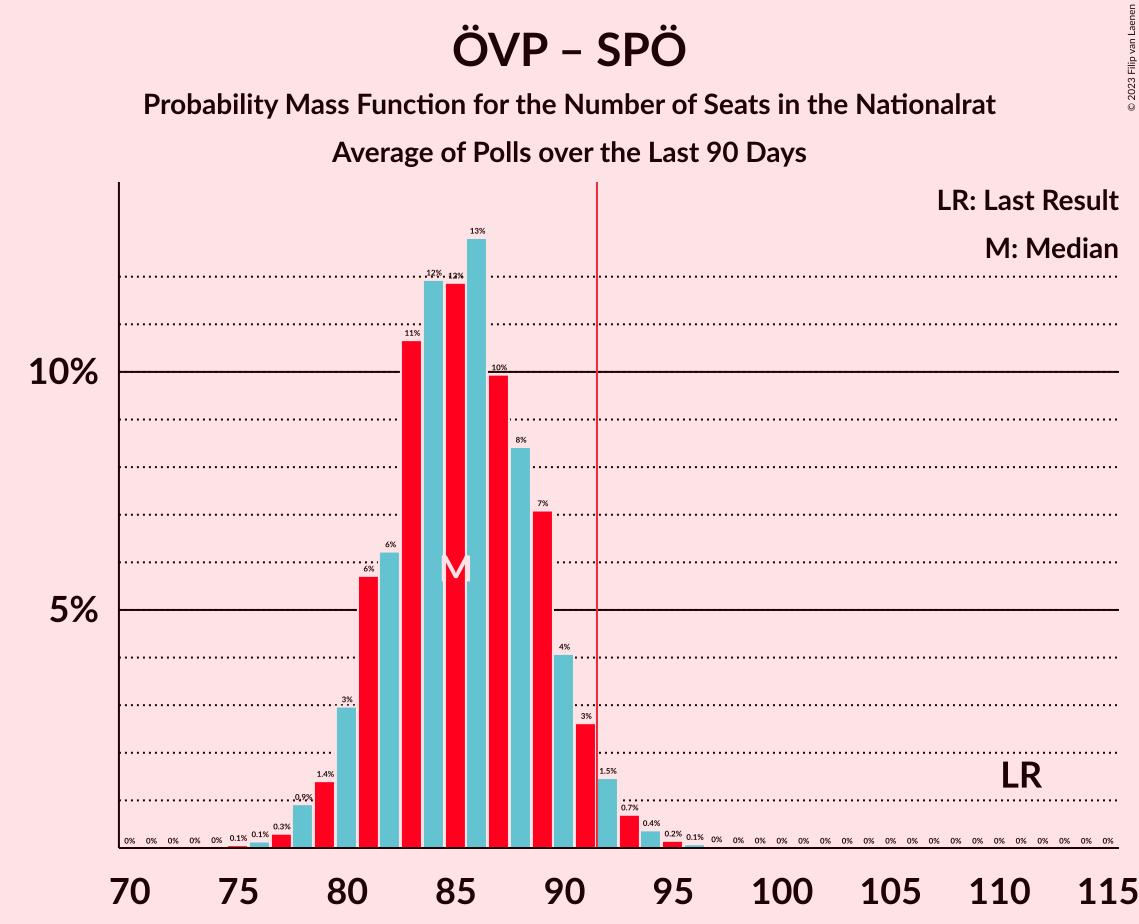 ÖVP – SPÖ
Probability Mass Function for the Number of Seats in the Nationalrat
Average of Polls over the Last 90 Days
© 2023 Filip van Laenen
LR: Last Result
M: Median
13%
12% 12%
11%
10% 10%
8%
7%
6%
6%
M
5%
4%
3%
3%
LR
1.5%
1.4%
0.9%
0.7%
0.4%
0.3%
0% 0% 0% 0% 0% 0.1% 0.1% 0.2% 0.1% 0% 0% 0% 0% 0% 0% 0% 0% 0% 0% 0% 0% 0% 0% 0% 0% 0% 0% 0%
70 75 80 85 90 95 100 105 110 115